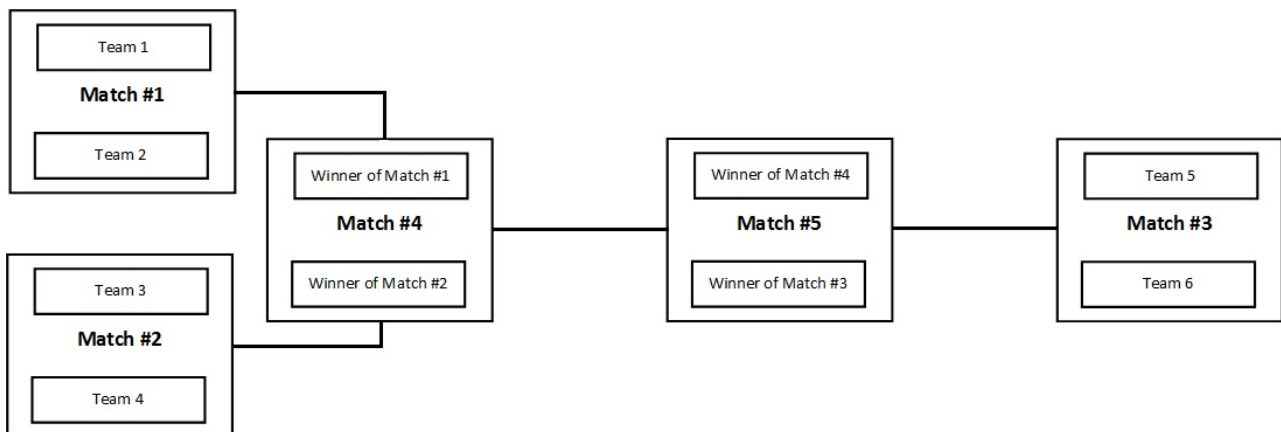 Team 1
Match #1
Team 2
Team 3
Match #2
Team 4
Winner of Match #1
Match #4
Winner of Match #2
Winner of Match #4
Match #5
Winner of Match #3
Team 5
Match #3
Team 6